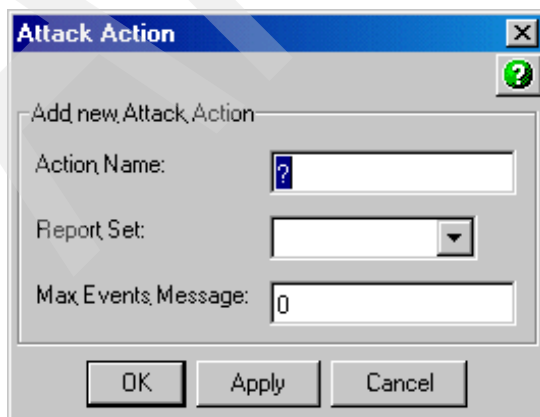 Attack Action
?
Add new Attack Action
Action Name:
?
Report Set:
Max Events Message:
0
OK
Apply
Cancel